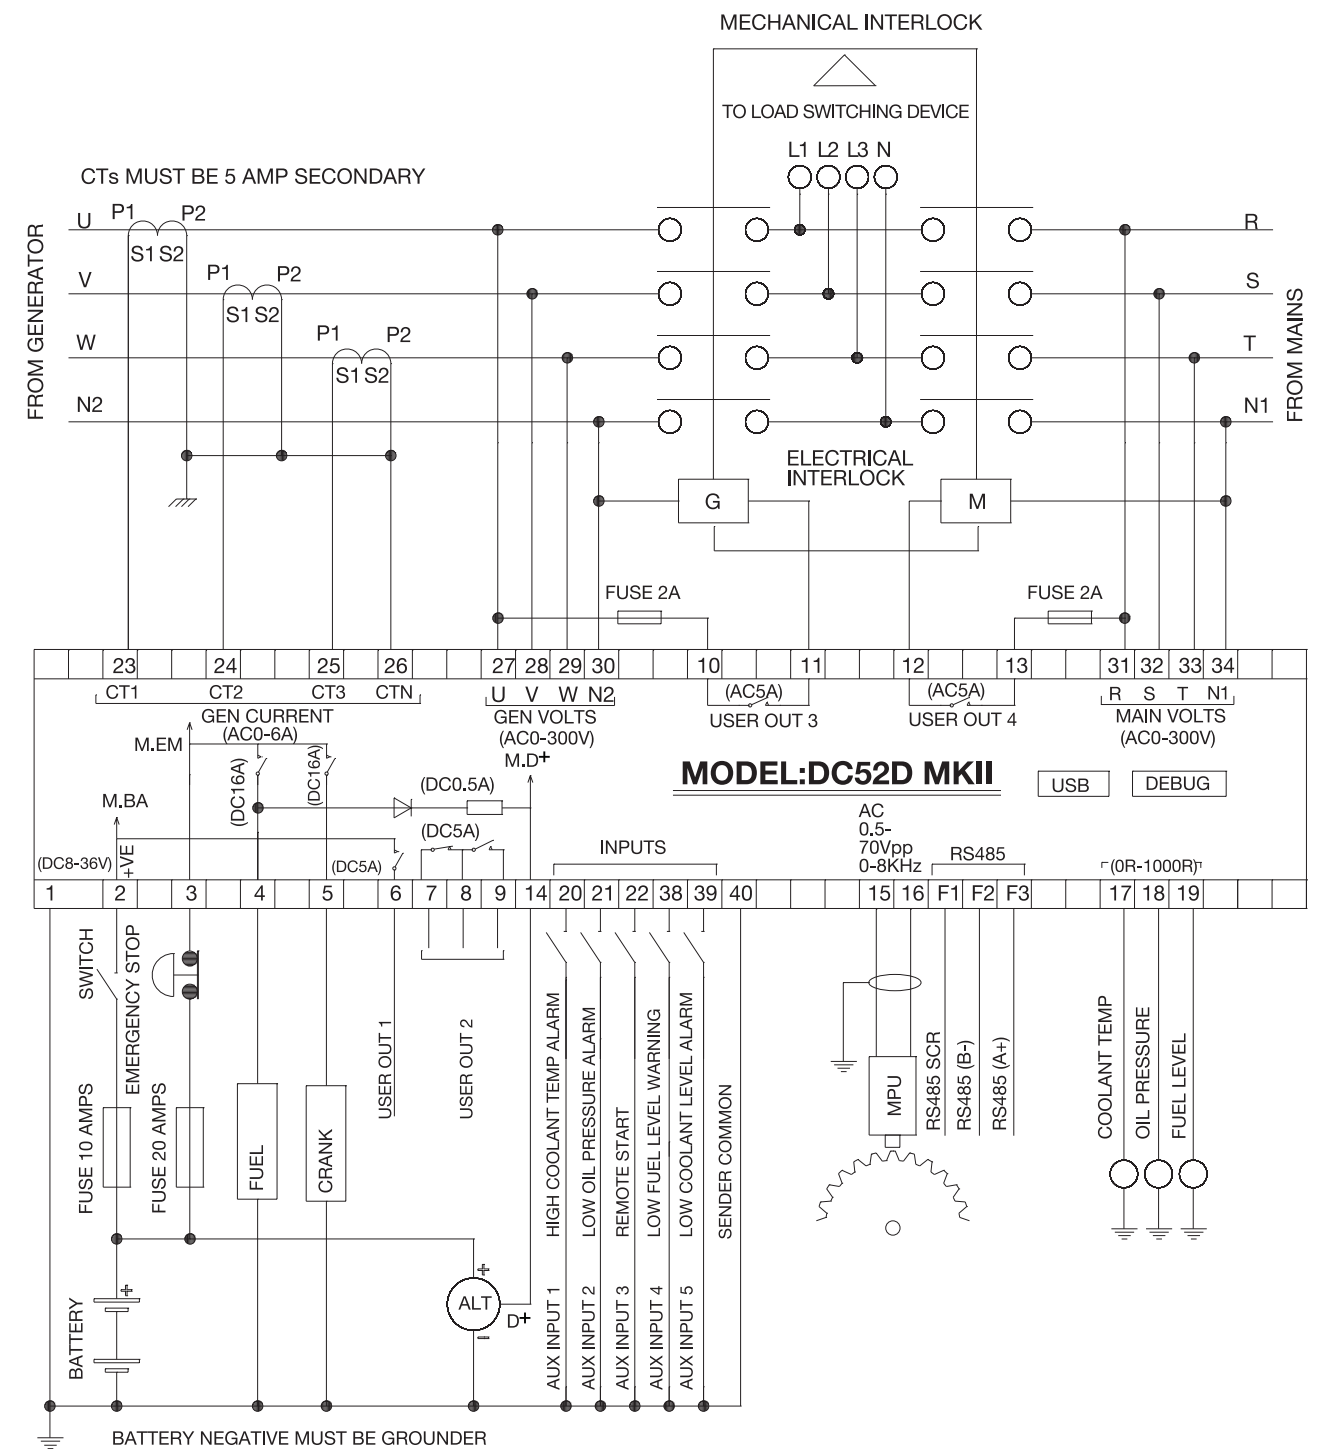 MECHANICAL INTERLOCK
TO LOAD SWITCHING DEVICE
L1 L2 L3 N
CTs MUST BE 5 AMP SECONDARY
FROM GENERATOR
U P1 P2
S1 S2
V P1 P2
S1 S2
W P1 P2
S1 S2
N2
R
S
T
N1
FROM MAINS
ELECTRICAL
INTERLOCK
G M
FUSE 2A FUSE 2A
23 24 25 26 27 28 29 30 10 11 12 13 31 32 33 34
CT1 CT2 CT3 CTN
GEN CURRENT
(AC0-6A)
U V W N2
GEN VOLTS
(AC0-300V)
(AC5A)
USER OUT 3
(AC5A)
USER OUT 4
R S T N1
MAIN VOLTS
(AC0-300V)
M.EM
M.BA
(DC16A)
(DC16A)
M.D+
(DC0.5A)
(DC5A)
(DC5A)
(DC8-36V)
+VE
MODEL:DC52D MKII
USB DEBUG
INPUTS
AC
0.5-
70Vpp
0-8KHz
RS485
(0R-1000R)
1 2 3 4 5 6 7 8 9 14 20 21 22 38 39 40 15 16 F1 F2 F3 17 18 19
SWITCH
EMERGENCY STOP
FUSE 10 AMPS
FUSE 20 AMPS
FUEL
CRANK
USER OUT 1
USER OUT 2
HIGH COOLANT TEMP ALARM
LOW OIL PRESSURE ALARM
REMOTE START
LOW FUEL LEVEL WARNING
LOW COOLANT LEVEL ALARM
SENDER COMMON
AUX INPUT 1
AUX INPUT 2
AUX INPUT 3
AUX INPUT 4
AUX INPUT 5
MPU
RS485 SCR
RS485 (B-)
RS485 (A+)
COOLANT TEMP
OIL PRESSURE
FUEL LEVEL
+
ALT
D+
-
+
BATTERY
BATTERY NEGATIVE MUST BE GROUNDER